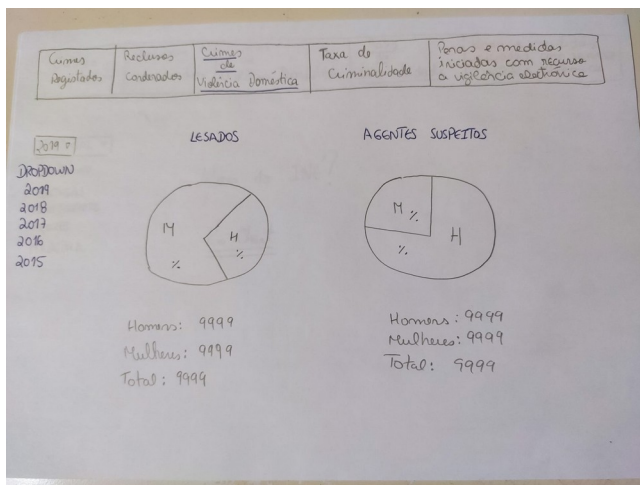 Crimes
Registados
Reclusos
Condenados
Crimes
de
Violência Doméstica
Taxa de
Criminalidade
Penas e medidas
iniciadas com recurso
a vigilância electrónica
2019
DROPDOWN
2019
2018
2017
2016
2015
LESADOS
M
%
H
%
Homens: 9999
Mulheres: 9999
Total: 9999
AGENTES SUSPEITOS
M %
%
H
Homens: 9999
Mulheres: 9999
Total: 9999